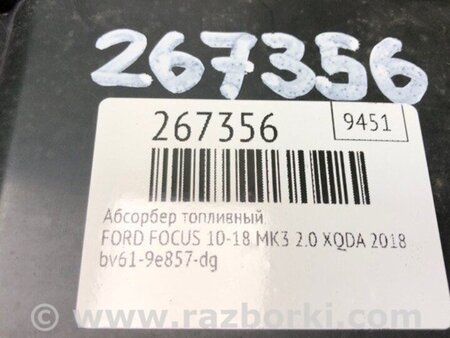 267356
267356 9451
Абсорбер топливный
FORD FOCUS 10-18 MK3 2.0 XQDA 2018
bv61-9e857-dg
© www.razborki.com